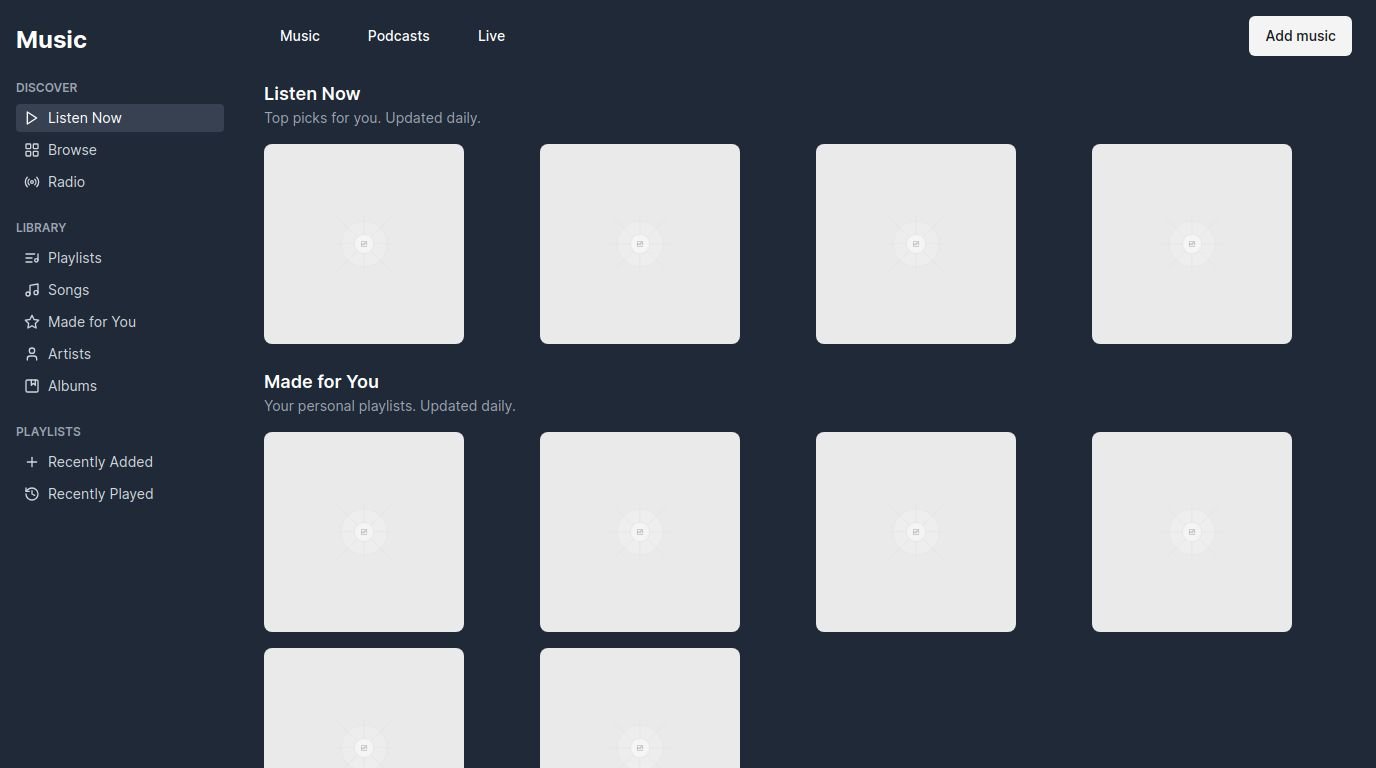 Music
DISCOVER
Listen Now
Browse
Radio
LIBRARY
Playlists
Songs
Made for You
Artists
Albums
PLAYLISTS
Recently Added
Recently Played
Music
Podcasts
Live
Add music
Listen Now
Top picks for you. Updated daily.
Made for You
Your personal playlists. Updated daily.